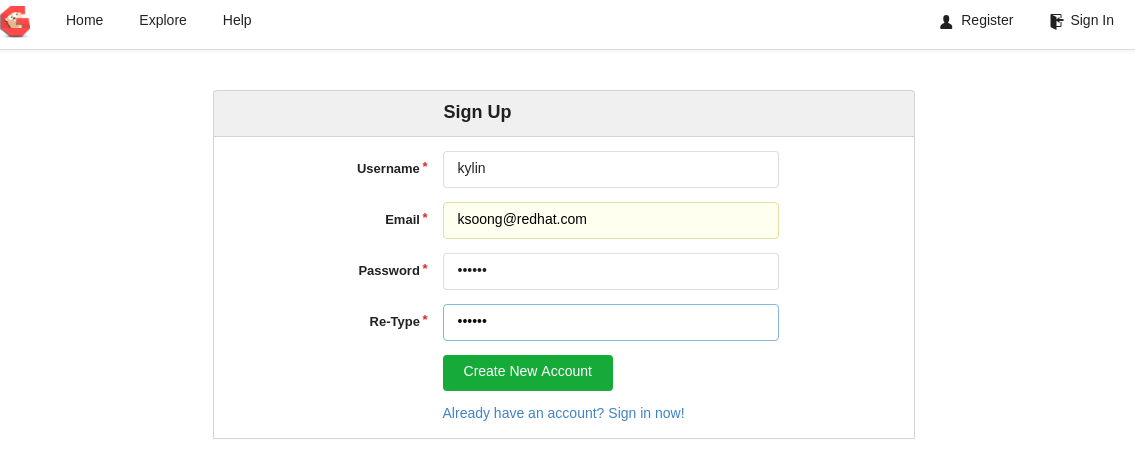 Home Explore Help Register Sign In
Sign Up
Username* kylin
Email* ksoong@redhat.com
Password* ••••••
Re-Type* ••••••
Create New Account
Already have an account? Sign in now!